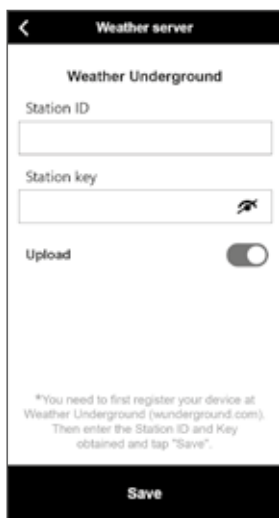 Weather server
Weather Underground
Station ID
Station key
Upload
*You need to first register your device at
Weather Underground (wunderground.com).
Then enter the Station ID and Key
obtained and tap "Save".
Save